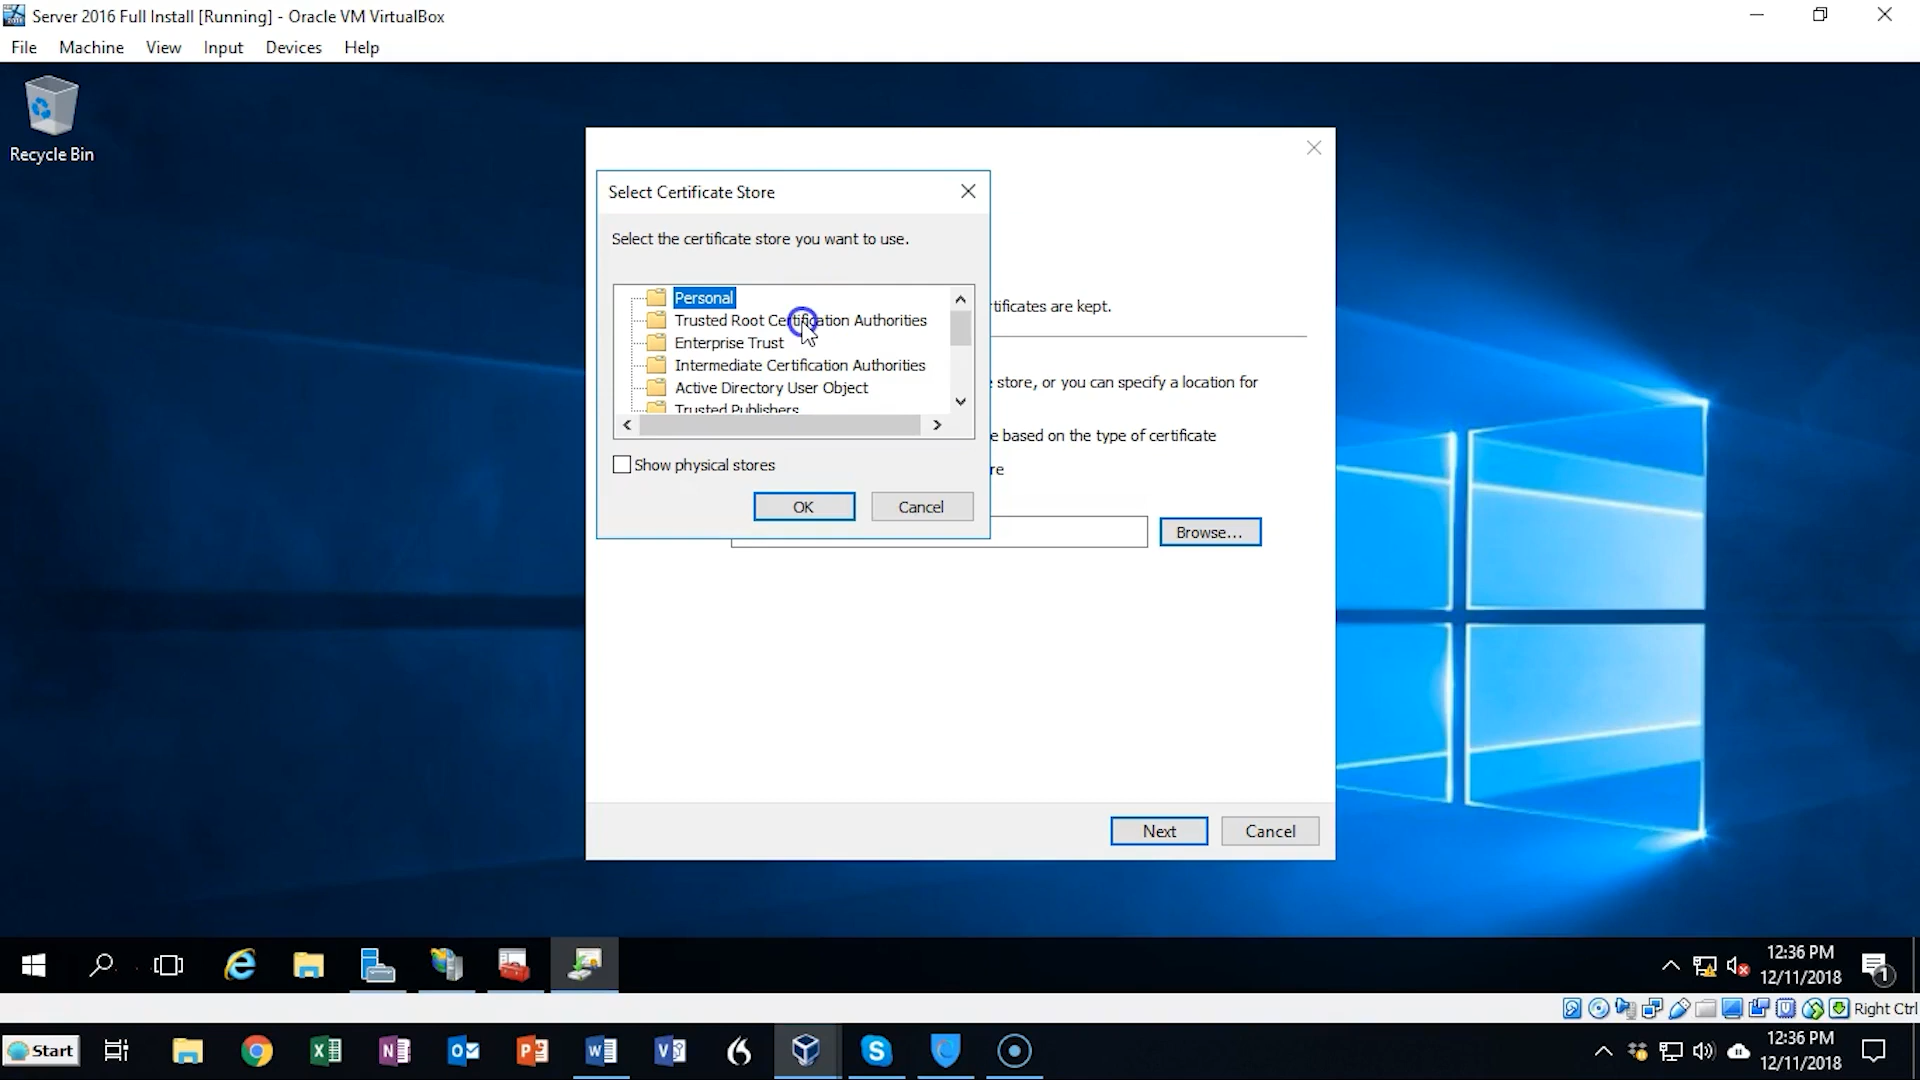 Server 2016 Full Install [Running] - Oracle VM VirtualBox
File Machine View Input Devices Help
Recycle Bin
Select Certificate Store
Select the certificate store you want to use.
Personal
tificates are kept.
Trusted Root Certification Authorities
Enterprise Trust
Intermediate Certification Authorities
store, or you can specify a location for
Active Directory User Object
Trusted Publishers
e based on the type of certificate
Show physical stores
re
OK Cancel
Browse...
Next Cancel
12:36 PM
12/11/2018
1
Right Ctrl
Start
12:36 PM
12/11/2018